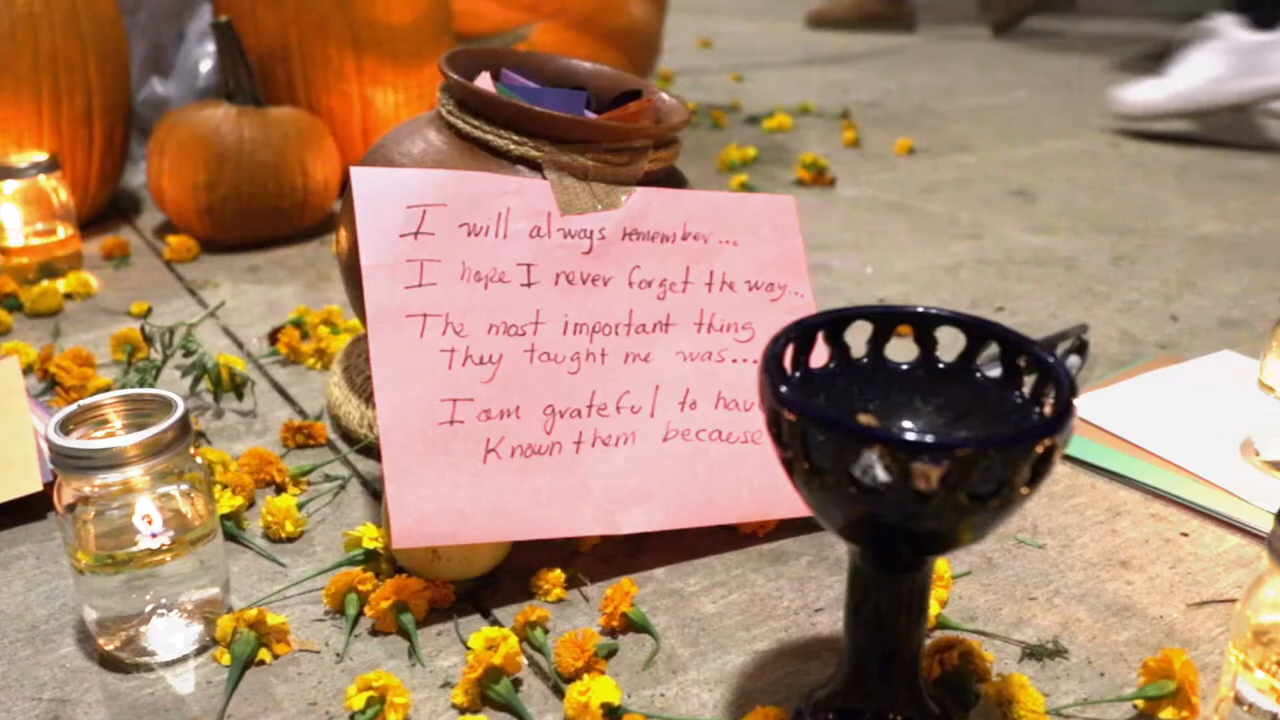 I will always remember...
I hope I never forget the way...
The most important thing
They taught me was...
I am grateful to hav
Known them because